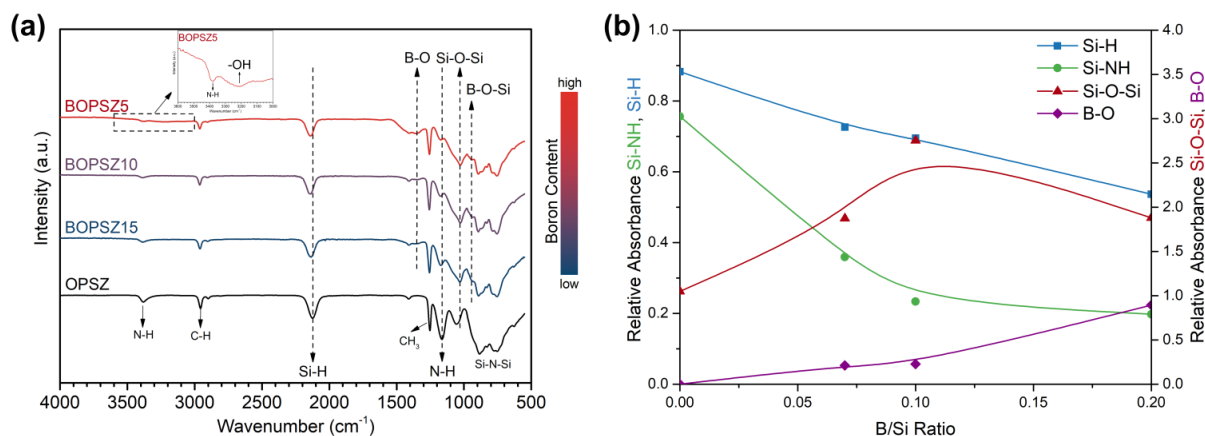 (a)
BOPSZ5
-OH
N-H
Wavenumber (cm⁻¹)
B-O Si-O-Si
B-O-Si
high
BOPSZ5
BOPSZ10
BOPSZ15
OPSZ
Boron Content
low
N-H
C-H
Si-H
CH₃
N-H
Si-N-Si
Intensity (a.u.)
4000 3500 3000 2500 2000 1500 1000 500
Wavenumber (cm⁻¹)
(b)
Si-H
Si-NH
Si-O-Si
B-O
Relative Absorbance Si-NH, Si-H
1.0
0.8
0.6
0.4
0.2
0.0
Relative Absorbance Si-O-Si, B-O
4.0
3.5
3.0
2.5
2.0
1.5
1.0
0.5
0.0
0.00 0.05 0.10 0.15 0.20
B/Si Ratio